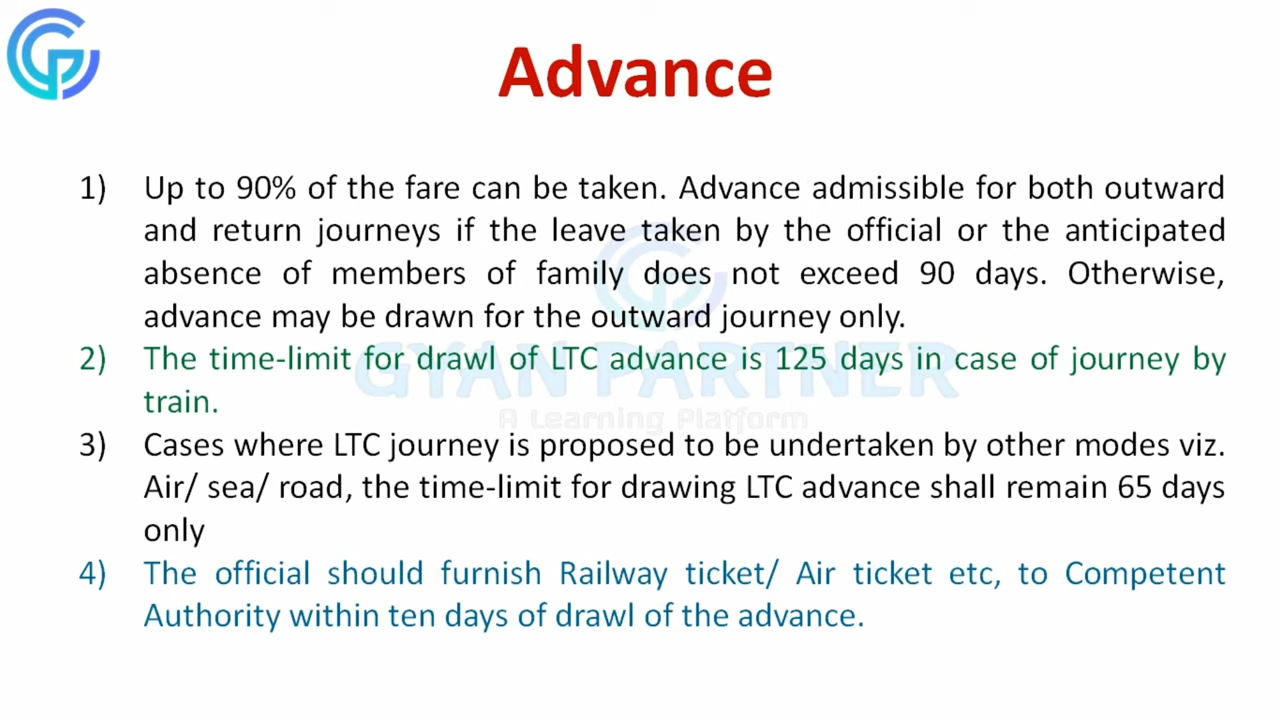 Advance
1) Up to 90% of the fare can be taken. Advance admissible for both outward
and return journeys if the leave taken by the official or the anticipated
absence of members of family does not exceed 90 days. Otherwise,
advance may be drawn for the outward journey only.
2) The time-limit for drawl of LTC advance is 125 days in case of journey by
train.
3) Cases where LTC journey is proposed to be undertaken by other modes viz.
Air/ sea/ road, the time-limit for drawing LTC advance shall remain 65 days
only
4) The official should furnish Railway ticket/ Air ticket etc, to Competent
Authority within ten days of drawl of the advance.
GYAN PARTNER
A Learning Platform